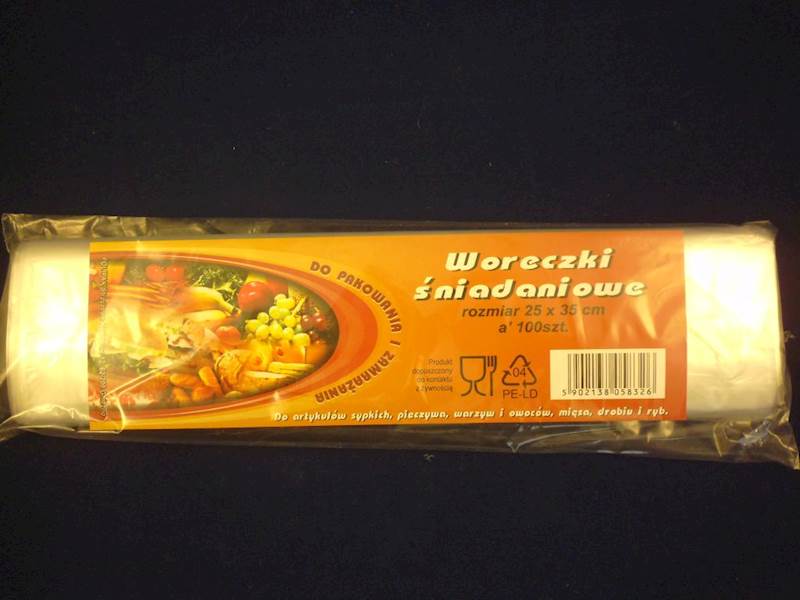 Woreczki
śniadaniowe
rozmiar 25 x 35 cm
a' 100szt.
DO PAKOWANIA I ZAMRAŻANIA
Produkt
dopuszczony
do kontaktu
z żywnością
04
PE-LD
5 902138 058326
Do artykułów sypkich, pieczywa, warzyw i owoców, mięsa, drobiu i ryb.